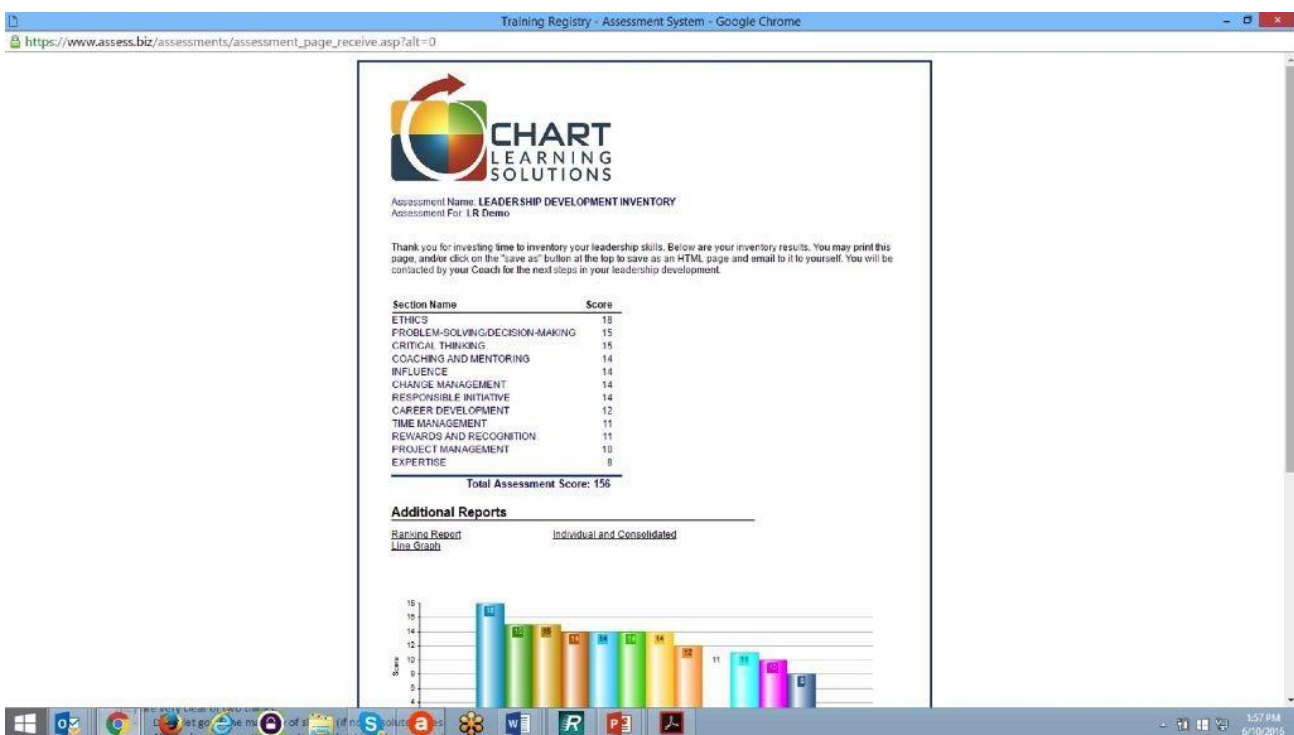 Training Registry - Assessment System - Google Chrome
https://www.assess.biz/assessments/assessment_page_receive.asp?alt=0
CHART
LEARNING
SOLUTIONS
Assessment Name: LEADERSHIP DEVELOPMENT INVENTORY
Assessment For: LR Demo
Thank you for investing time to inventory your leadership skills. Below are your inventory results. You may print this
page, and/or click on the "save as" button at the top to save as an HTML page and email to it to yourself. You will be
contacted by your Coach for the next steps in your leadership development.
Section Name Score
ETHICS 18
PROBLEM-SOLVING/DECISION-MAKING 15
CRITICAL THINKING 15
COACHING AND MENTORING 14
INFLUENCE 14
CHANGE MANAGEMENT 14
RESPONSIBLE INITIATIVE 14
CAREER DEVELOPMENT 12
TIME MANAGEMENT 11
REWARDS AND RECOGNITION 11
PROJECT MANAGEMENT 10
EXPERTISE 8
Total Assessment Score: 156
Additional Reports
Ranking Report Individual and Consolidated
Line Graph
Score
18
16
14
12
10
8
6
4
18 15 15 14 14 14 14 12 11 11 10 8
1:57 PM
6/10/2016